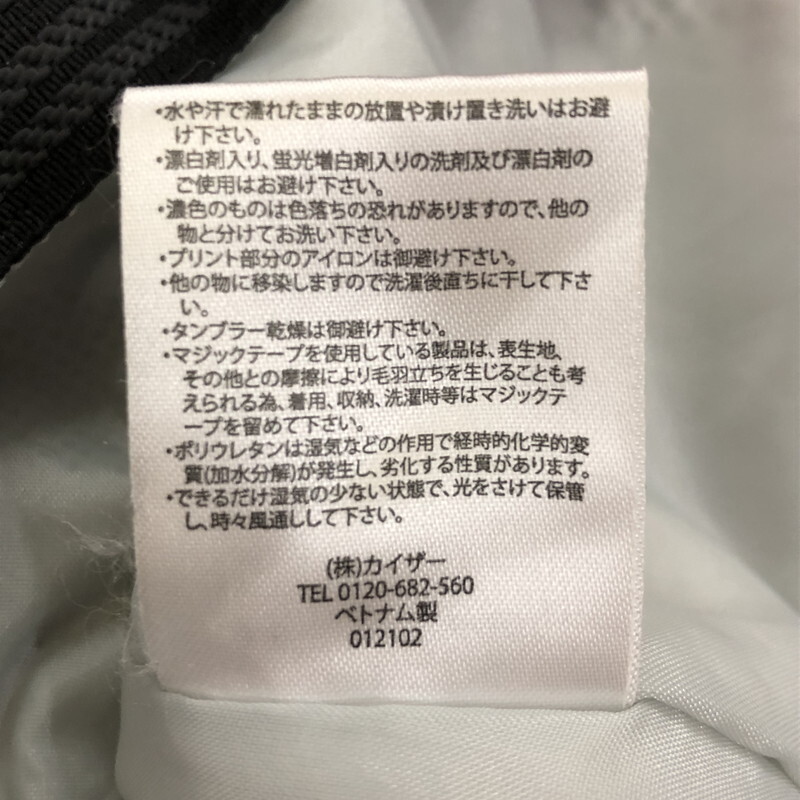 ・水や汗で濡れたままの放置や漬け置き洗いはお避
け下さい。
・漂白剤入り、蛍光増白剤入りの洗剤及び漂白剤の
ご使用はお避け下さい。
・濃色のものは色落ちの恐れがありますので、他の
物と分けてお洗い下さい。
・プリント部分のアイロンは御避け下さい。
・他の物に移染しますので洗濯後直ちに干して下さ
い。
・タンブラー乾燥は御避け下さい。
・マジックテープを使用している製品は、表生地、
その他との摩擦により毛羽立ちを生じることも考
えられる為、着用、収納、洗濯時等はマジックテ
ープを留めて下さい。
・ポリウレタンは湿気などの作用で経時的化学的変
質(加水分解)が発生し、劣化する性質があります。
・できるだけ湿気の少ない状態で、光をさけて保管
し、時々風通しして下さい。
(株)カイザー
TEL 0120-682-560
ベトナム製
012102